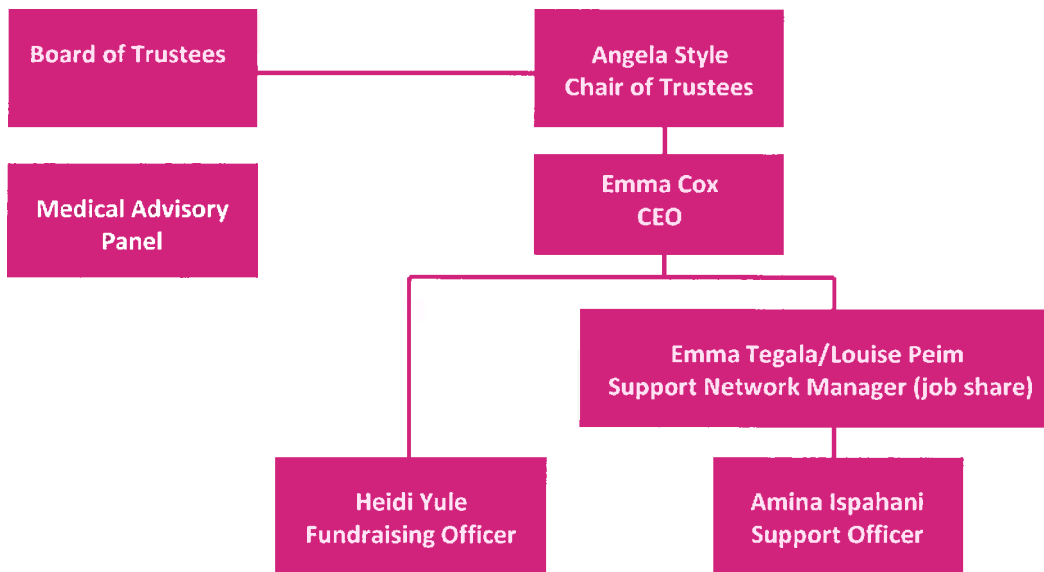 Board of Trustees
Angela Style
Chair of Trustees
Medical Advisory
Panel
Emma Cox
CEO
Emma Tegala/Louise Peim
Support Network Manager (job share)
Heidi Yule
Fundraising Officer
Amina Ispahani
Support Officer